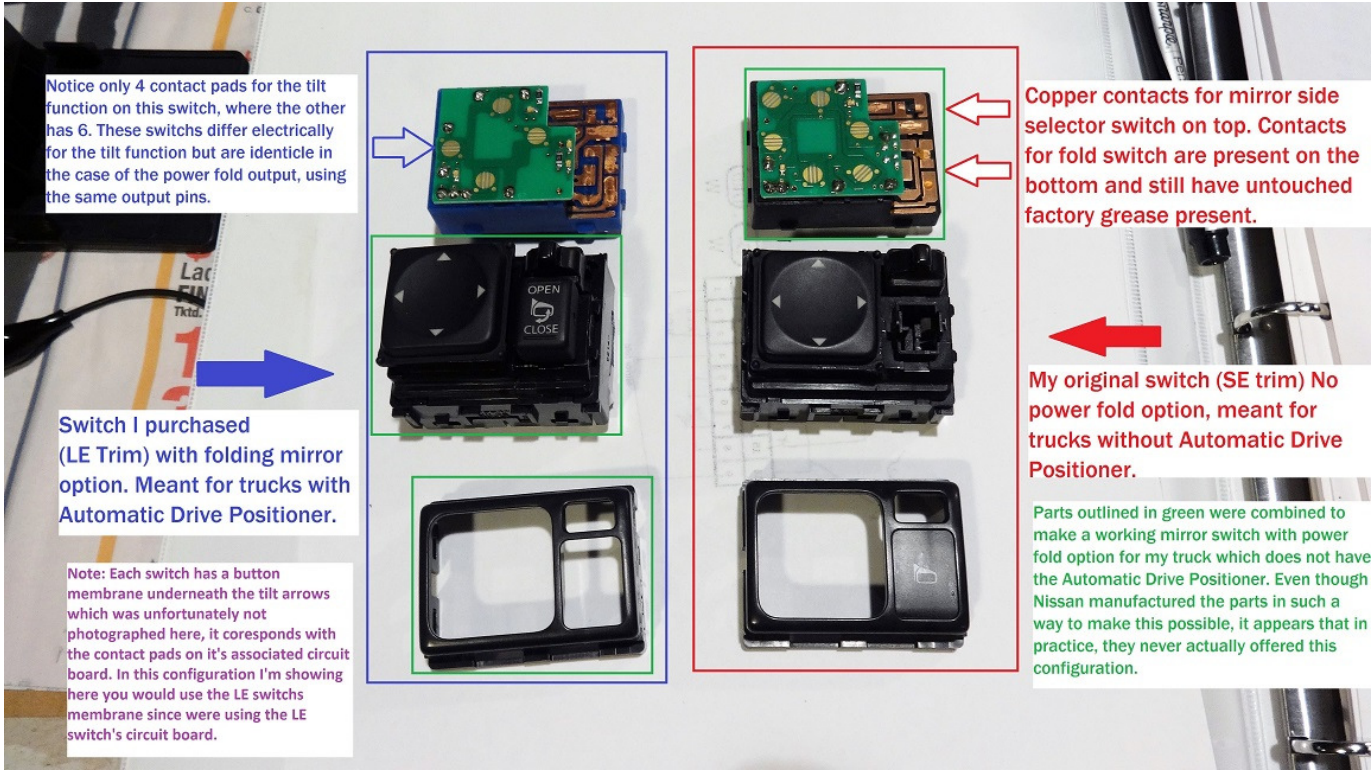 Notice only 4 contact pads for the tilt
function on this switch, where the other
has 6. These switchs differ electrically
for the tilt function but are identicle in
the case of the power fold output, using
the same output pins.
Copper contacts for mirror side
selector switch on top. Contacts
for fold switch are present on the
bottom and still have untouched
factory grease present.
Lad
FIN
Tktd.
OPEN
CLOSE
Switch I purchased
(LE Trim) with folding mirror
option. Meant for trucks with
Automatic Drive Positioner.
My original switch (SE trim) No
power fold option, meant for
trucks without Automatic Drive
Positioner.
Note: Each switch has a button
membrane underneath the tilt arrows
which was unfortunately not
photographed here, it coresponds with
the contact pads on it's associated circuit
board. In this configuration I'm showing
here you would use the LE switchs
membrane since were using the LE
switch's circuit board.
Parts outlined in green were combined to
make a working mirror switch with power
fold option for my truck which does not have
the Automatic Drive Positioner. Even though
Nissan manufactured the parts in such a
way to make this possible, it appears that in
practice, they never actually offered this
configuration.